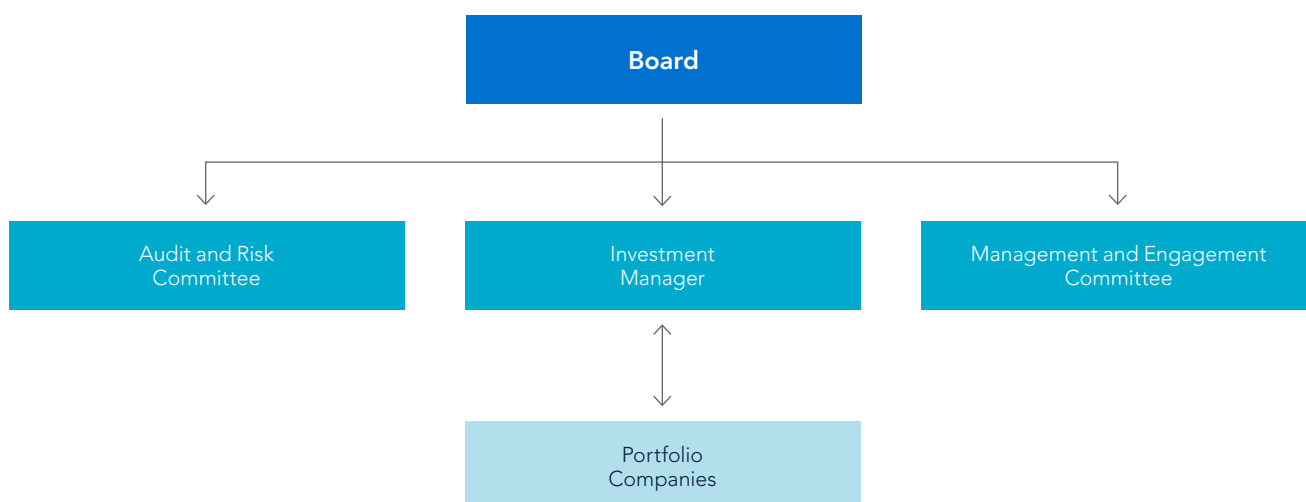 Board
Audit and Risk
Committee
Investment
Manager
Management and Engagement
Committee
Portfolio
Companies